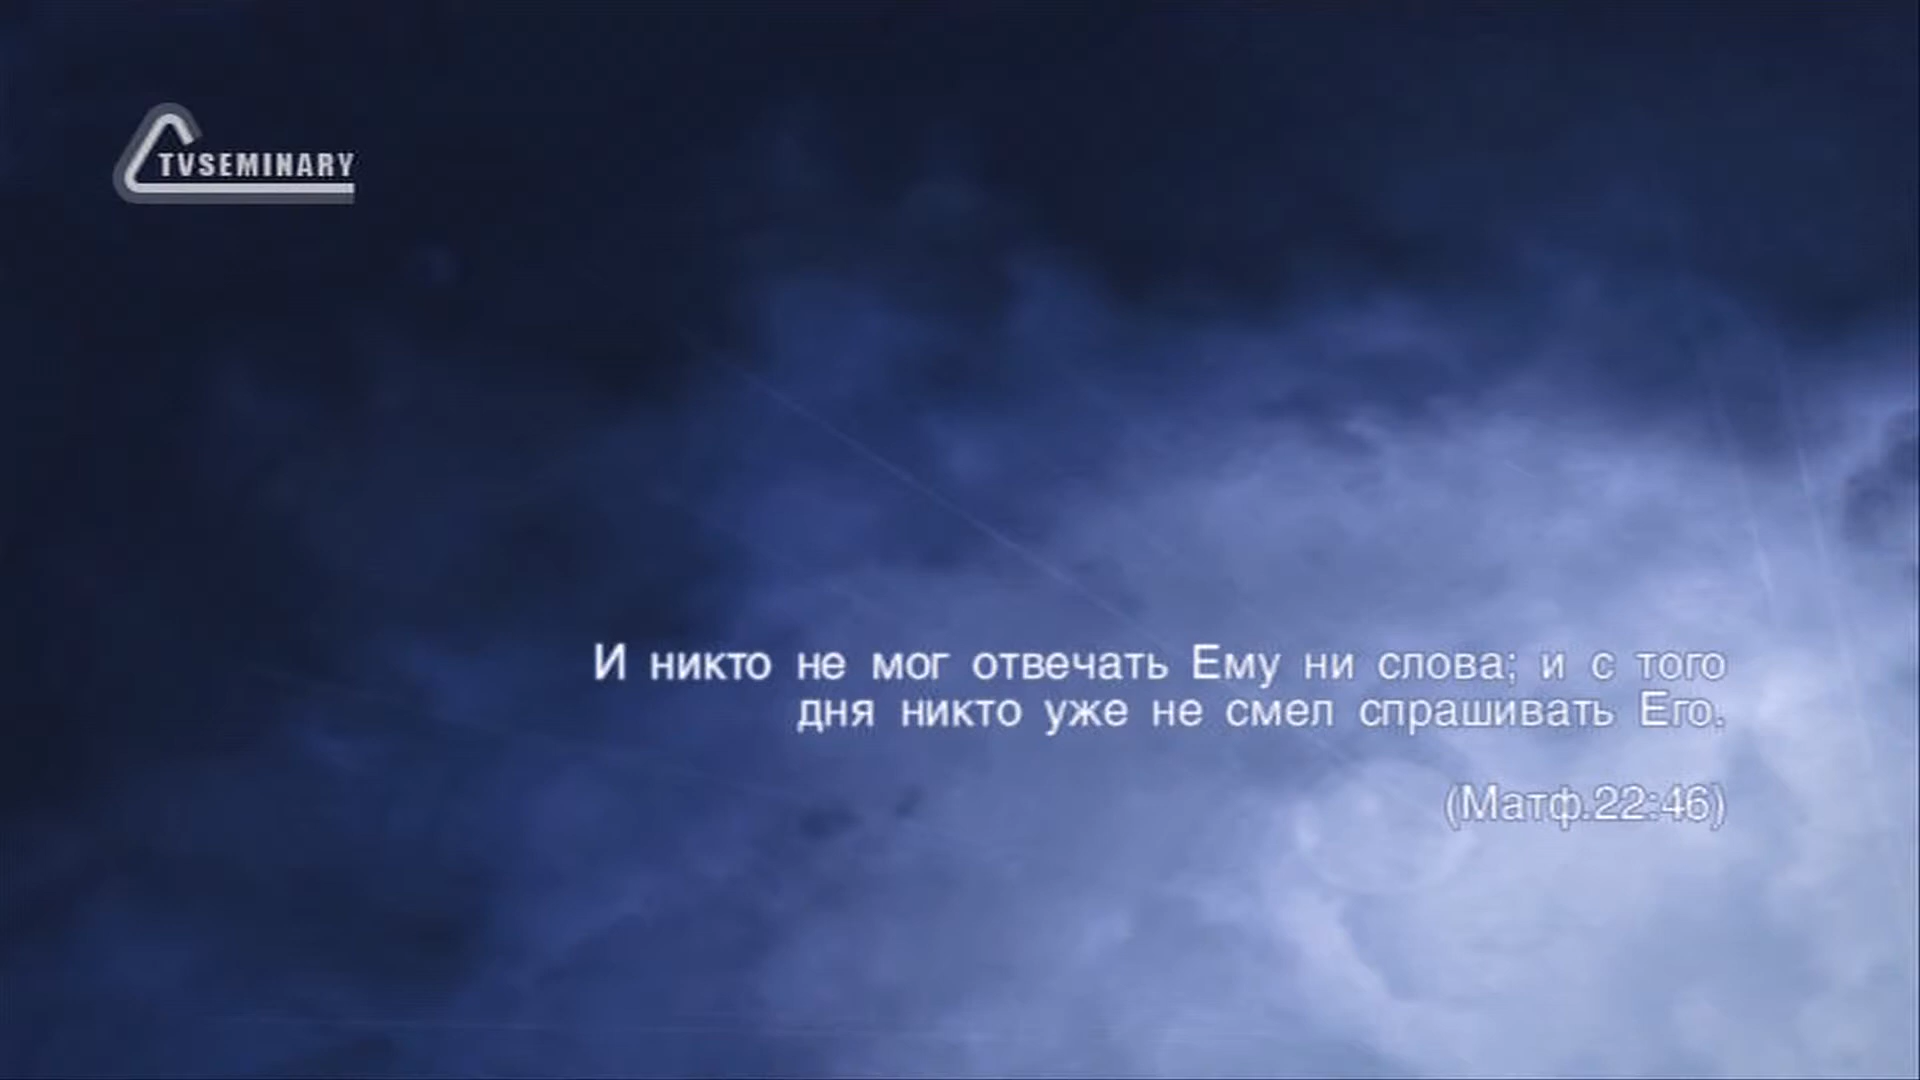 TVSEMINARY
И никто не мог отвечать Ему ни слова; и с того
дня никто уже не смел спрашивать Его.
(Матф.22:46)